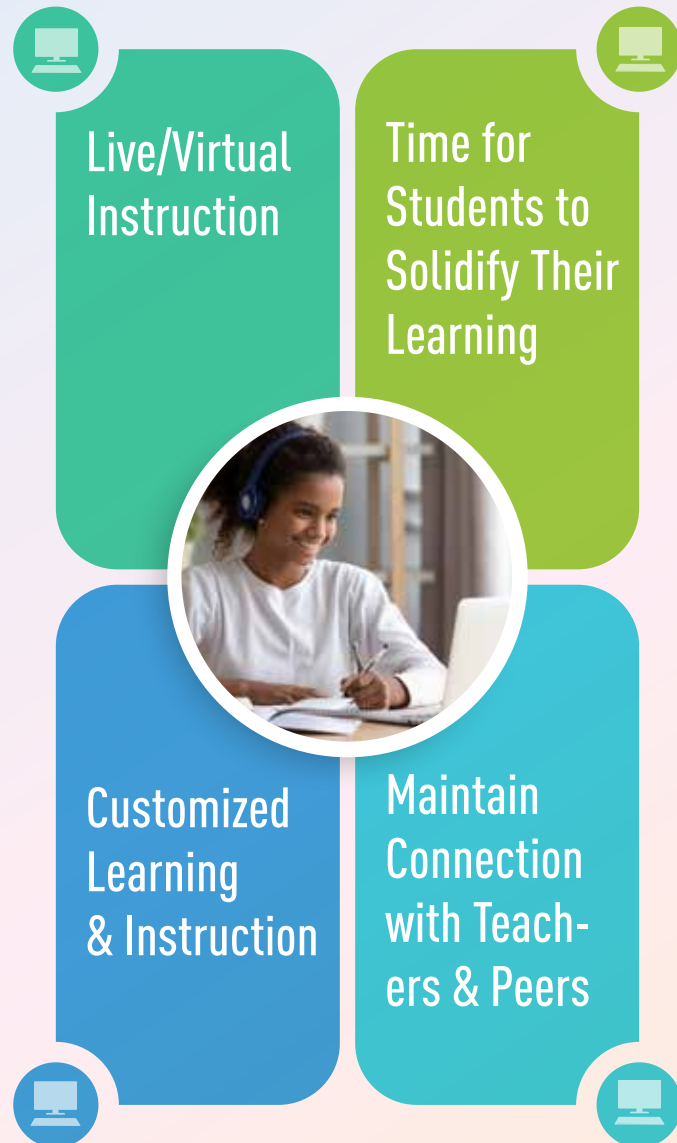 Live/Virtual
Instruction
Time for
Students to
Solidify Their
Learning
Customized
Learning
& Instruction
Maintain
Connection
with Teach-
ers & Peers